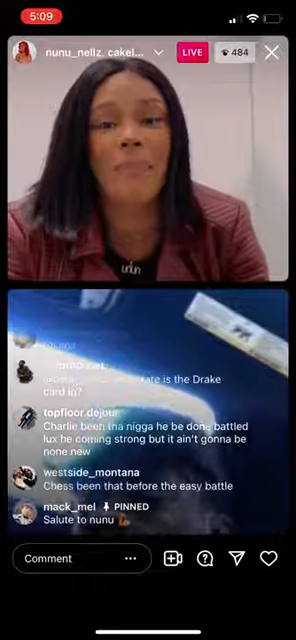 5:09
nunu_nellz, cakel...
LIVE
484
unun
ate is the Drake
card in?
topfloor.dejour
Charlie been tha nigga he be done battled
lux he coming strong but it ain't gonna be
none new
westside_montana
Chess been that before the easy battle
mack_mel PINNED
Salute to nunu
Comment